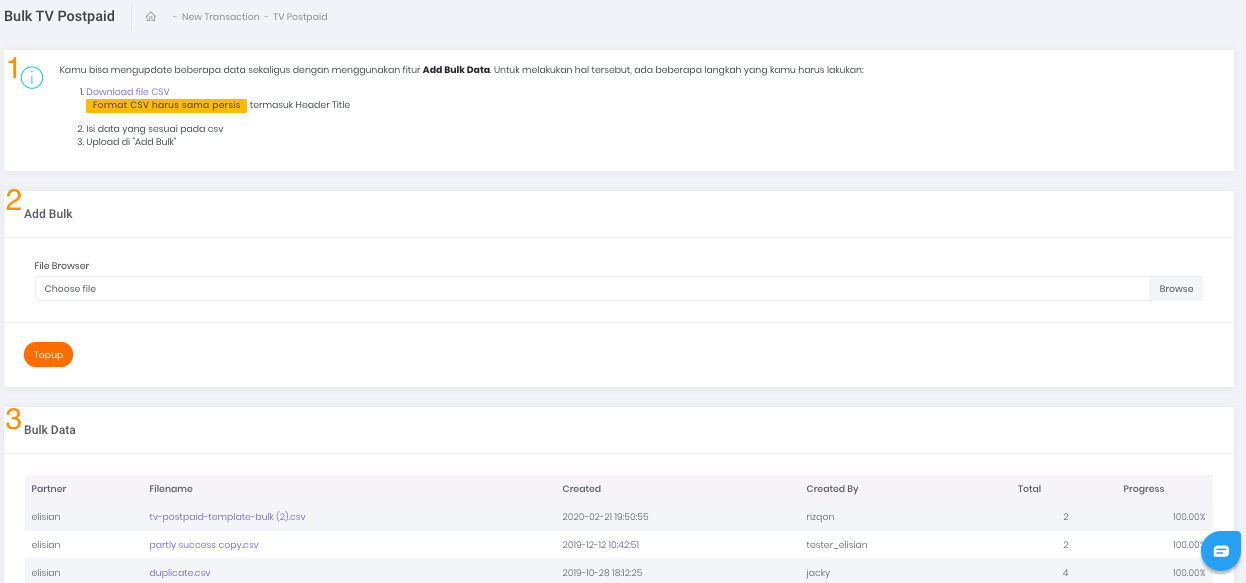 Bulk TV Postpaid - New Transaction - TV Postpaid
1
Kamu bisa mengupdate beberapa data sekaligus dengan menggunakan fitur Add Bulk Data. Untuk melakukan hal tersebut, ada beberapa langkah yang kamu harus lakukan:
1. Download file CSV
Format CSV harus sama persis termasuk Header Title
2. Isi data yang sesuai pada csv
3. Upload di "Add Bulk"
2
Add Bulk
File Browser
Choose file Browse
Topup
3
Bulk Data
Partner Filename Created Created By Total Progress
elisian tv-postpaid-template-bulk (2).csv 2020-02-21 19:50:55 rizqon 2 100.00%
elisian partly success copy.csv 2019-12-12 10:42:51 tester_elisian 2 100.00%
elisian duplicate.csv 2019-10-28 18:12:25 jacky 4 100.00%